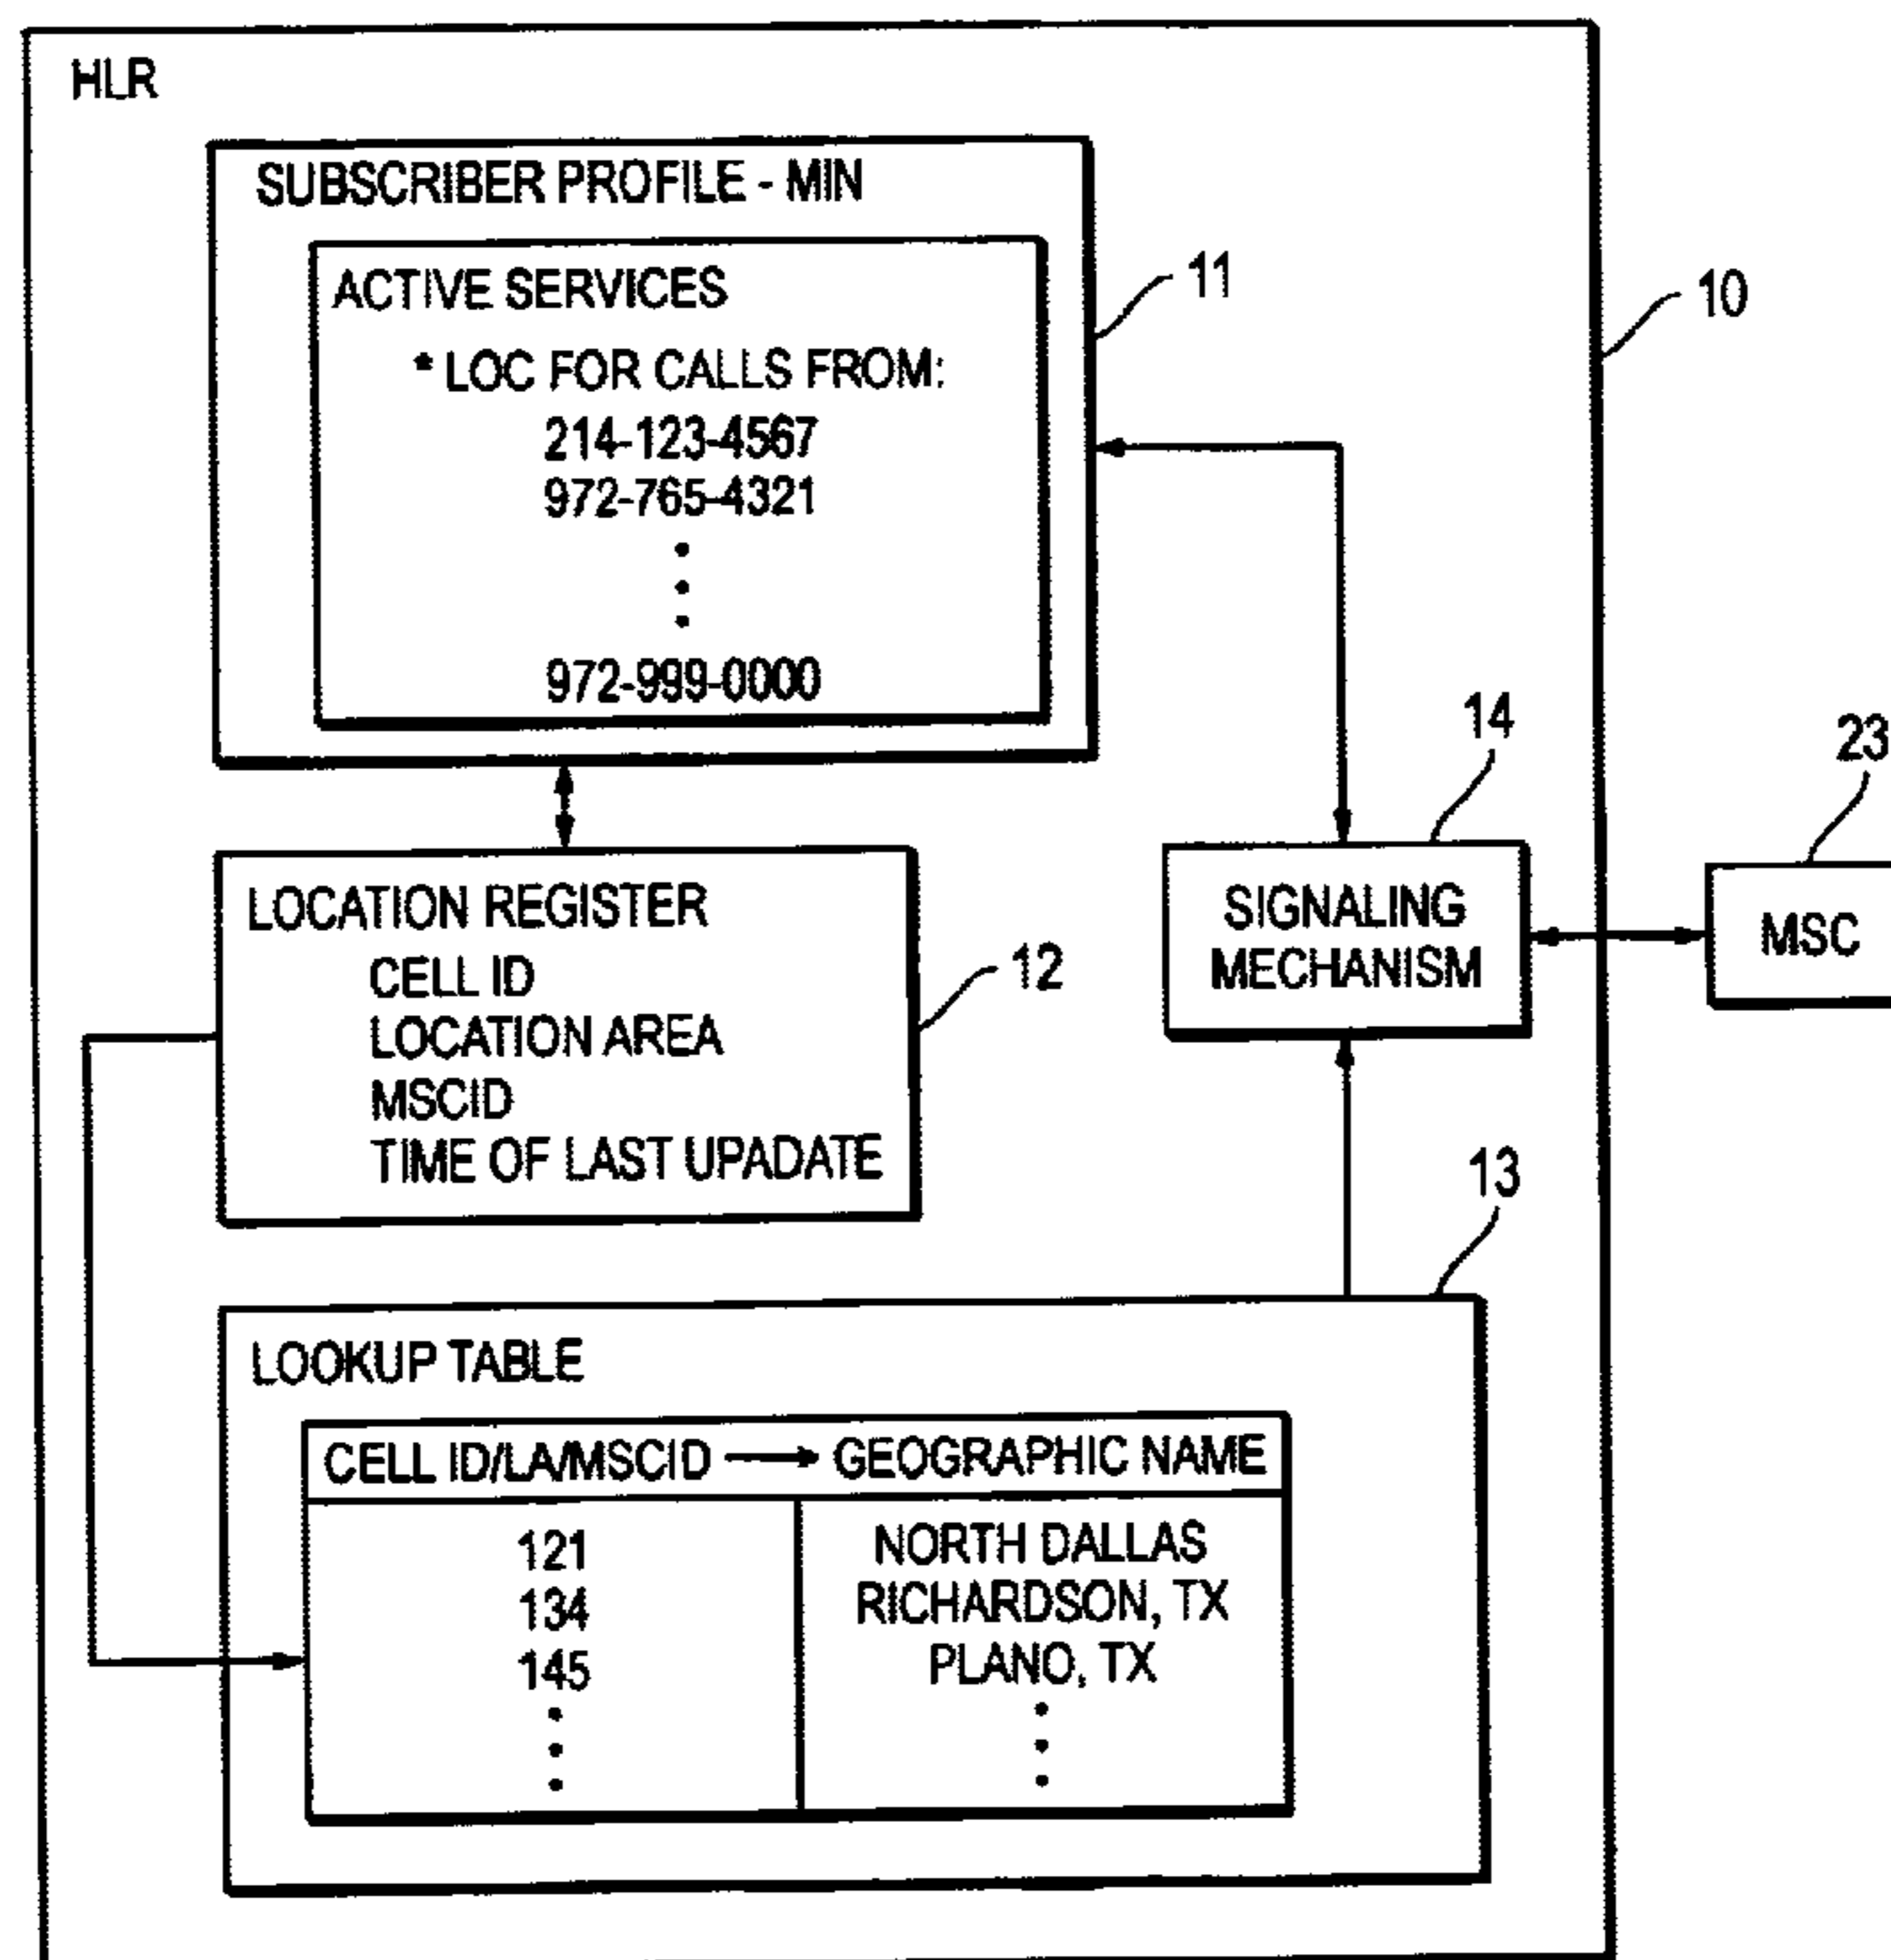 HLR
SUBSCRIBER PROFILE - MIN
ACTIVE SERVICES
* LOC FOR CALLS FROM:
214-123-4567
972-765-4321
972-999-0000
11
10
14
23
LOCATION REGISTER
CELL ID
LOCATION AREA
MSCID
TIME OF LAST UPADATE
12
SIGNALING
MECHANISM
MSC
13
LOOKUP TABLE
CELL ID/LA/MSCID → GEOGRAPHIC NAME
121 NORTH DALLAS
134 RICHARDSON, TX
145 PLANO, TX